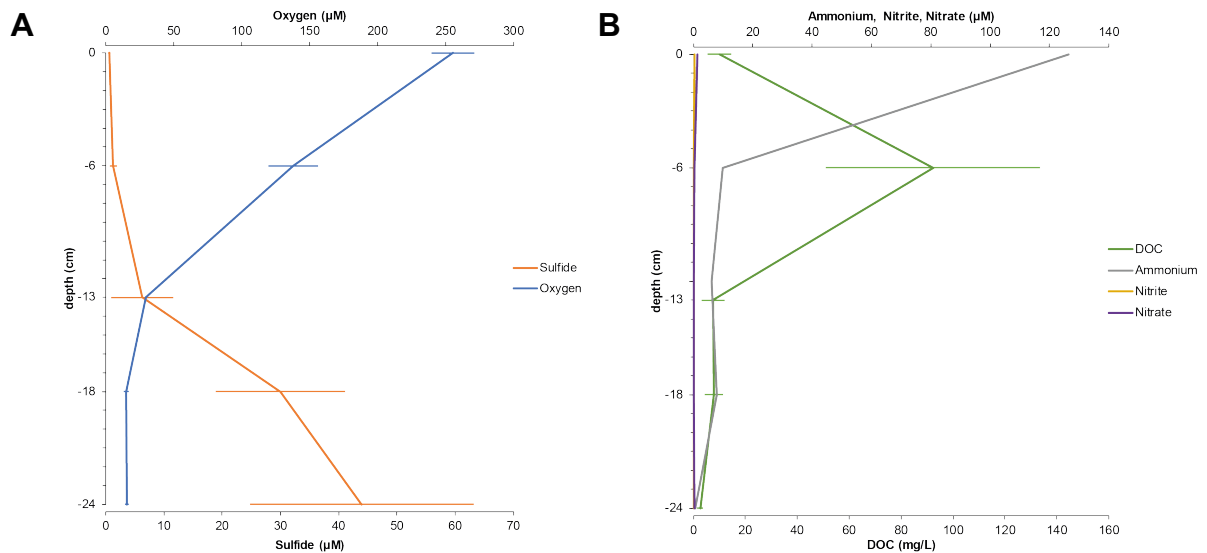 A
Oxygen (µM)
0 50 100 150 200 250 300
0
-6
-13
-18
-24
depth (cm)
Sulfide
Oxygen
0 10 20 30 40 50 60 70
Sulfide (µM)
B
Ammonium, Nitrite, Nitrate (µM)
0 20 40 60 80 100 120 140
0
-6
-13
-18
-24
depth (cm)
DOC
Ammonium
Nitrite
Nitrate
0 20 40 60 80 100 120 140 160
DOC (mg/L)